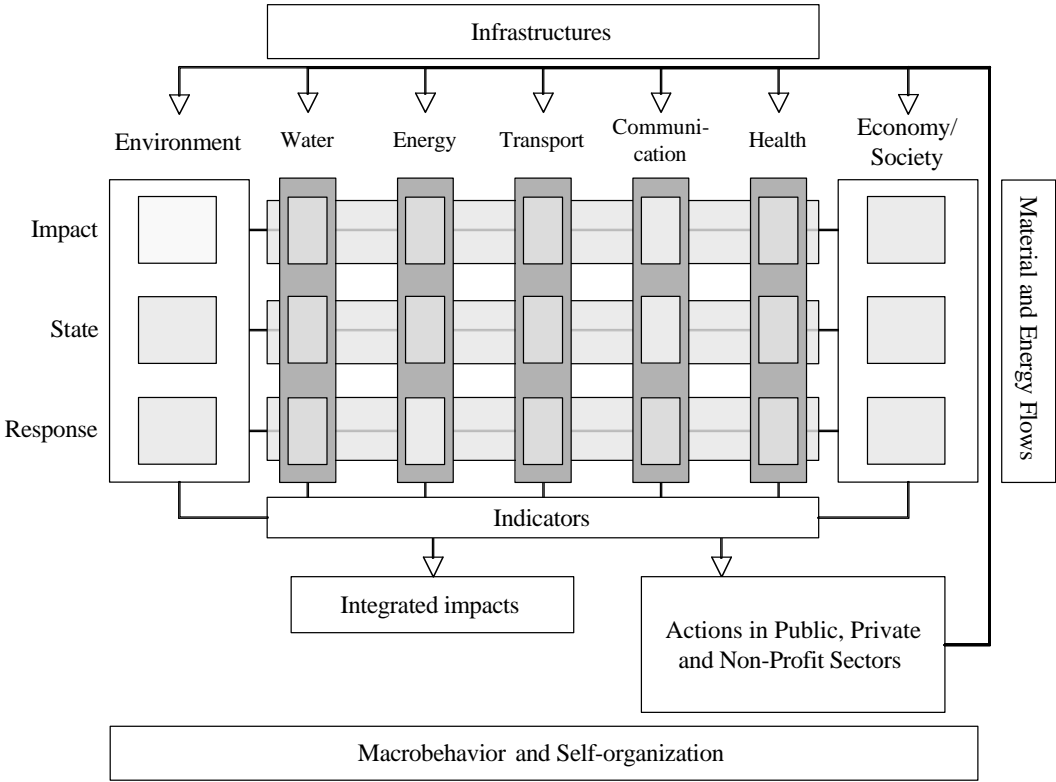 Infrastructures
Environment
Water
Energy
Transport
Communi-
cation
Health
Economy/
Society
Impact
State
Response
Material and Energy Flows
Indicators
Integrated impacts
Actions in Public, Private
and Non-Profit Sectors
Macrobehavior and Self-organization